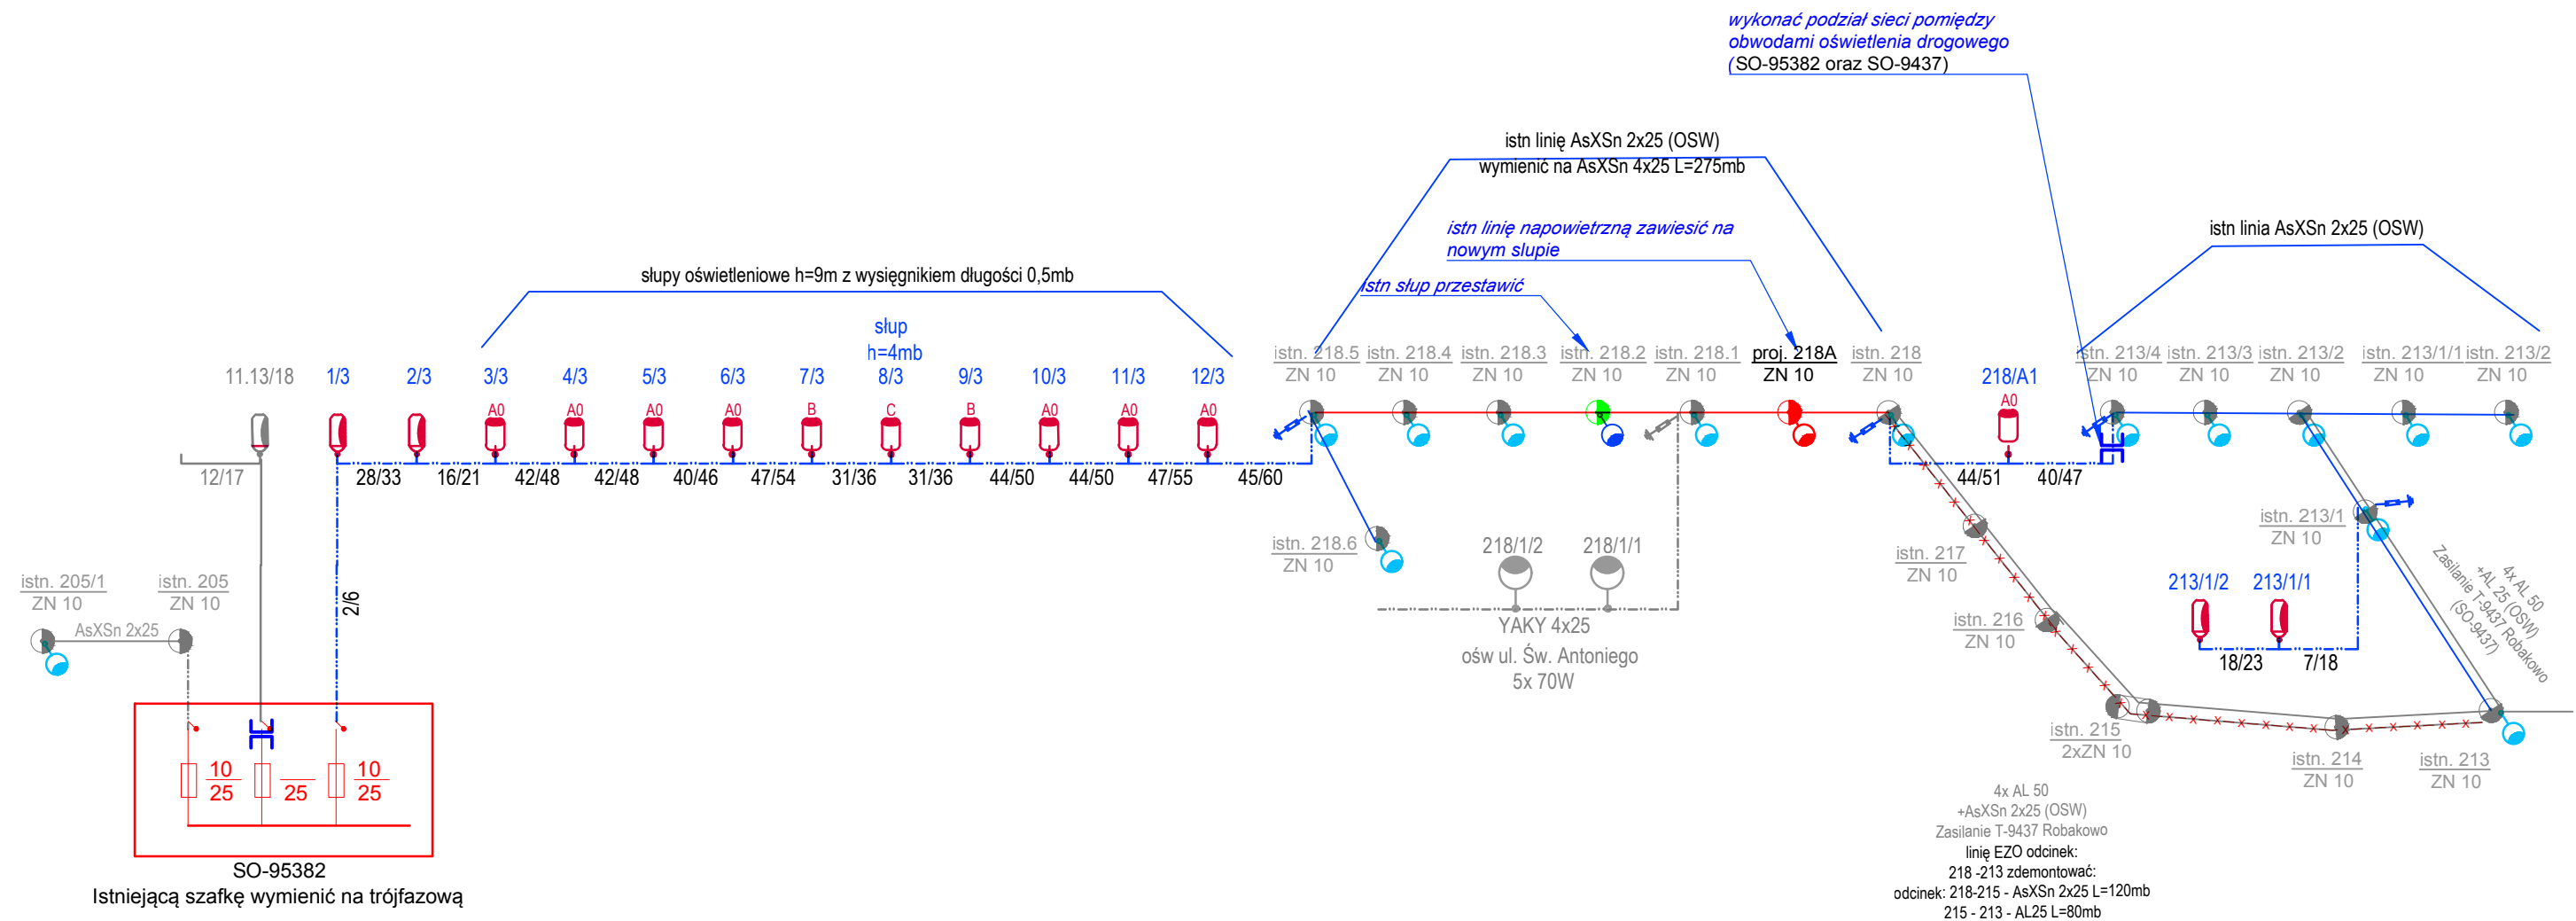 wykonać podział sieci pomiędzy
obwodami oświetlenia drogowego
(SO-95382 oraz SO-9437)
istn linię AsXSn 2x25 (OSW)
wymienić na AsXSn 4x25 L=275mb
istn linię napowietrzną zawiesić na
nowym slupie
istn linia AsXSn 2x25 (OSW)
słupy oświetleniowe h=9m z wysięgnikiem długości 0,5mb
istn słup przestawić
słup
h=4mb
11.13/18 1/3 2/3 3/3 4/3 5/3 6/3 7/3 8/3 9/3 10/3 11/3 12/3
istn. 218.5 istn. 218.4 istn. 218.3 istn. 218.2 istn. 218.1 proj. 218A istn. 218
ZN 10 ZN 10 ZN 10 ZN 10 ZN 10 ZN 10 ZN 10
218/A1
istn. 213/4 istn. 213/3 istn. 213/2 istn. 213/1/1 istn. 213/2
ZN 10 ZN 10 ZN 10 ZN 10 ZN 10
A0 A0 A0 A0 B C B A0 A0 A0
A0
12/17 28/33 16/21 42/48 42/48 40/46 47/54 31/36 31/36 44/50 44/50 47/55 45/60
44/51 40/47
istn. 218.6
ZN 10
218/1/2 218/1/1
YAKY 4x25
ośw ul. Św. Antoniego
5x 70W
istn. 217
ZN 10
istn. 216
ZN 10
istn. 213/1
ZN 10
213/1/2 213/1/1
18/23 7/18
4x AL 50
+AL 25 (OSW)
Zasilanie T-9437 Robakowo
(SO-9437)
istn. 205/1
ZN 10
istn. 205
ZN 10
AsXSn 2x25
2/6
istn. 215
2xZN 10
istn. 214
ZN 10
istn. 213
ZN 10
10
25
25
10
25
SO-95382
Istniejącą szafkę wymienić na trójfazową
4x AL 50
+AsXSn 2x25 (OSW)
Zasilanie T-9437 Robakowo
linię EZO odcinek:
218 -213 zdemontować:
odcinek: 218-215 - AsXSn 2x25 L=120mb
215 - 213 - AL25 L=80mb